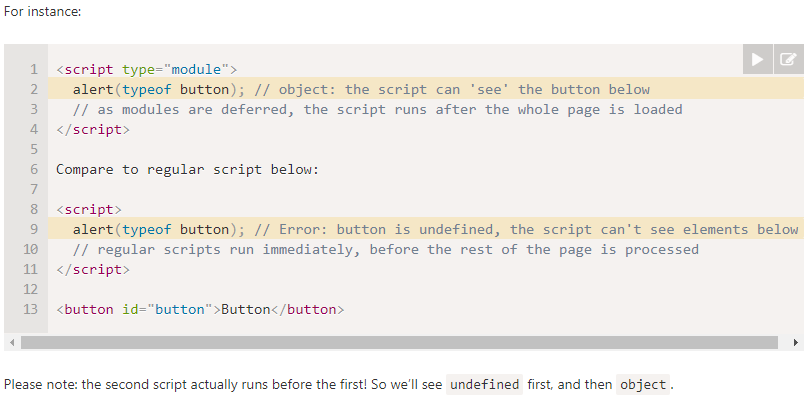 For instance:
1 <script type="module">
2 alert(typeof button); // object: the script can 'see' the button below
3 // as modules are deferred, the script runs after the whole page is loaded
4 </script>
5
6 Compare to regular script below:
7
8 <script>
9 alert(typeof button); // Error: button is undefined, the script can't see elements below
10 // regular scripts run immediately, before the rest of the page is processed
11 </script>
12
13 <button id="button">Button</button>
Please note: the second script actually runs before the first! So we'll see undefined first, and then object.